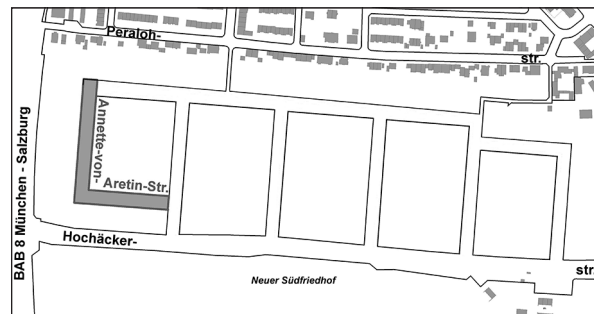 Peraloh-
str.
BAB 8 München - Salzburg
Annette-von-
Aretin-Str.
Hochäcker-
str.
Neuer Südfriedhof